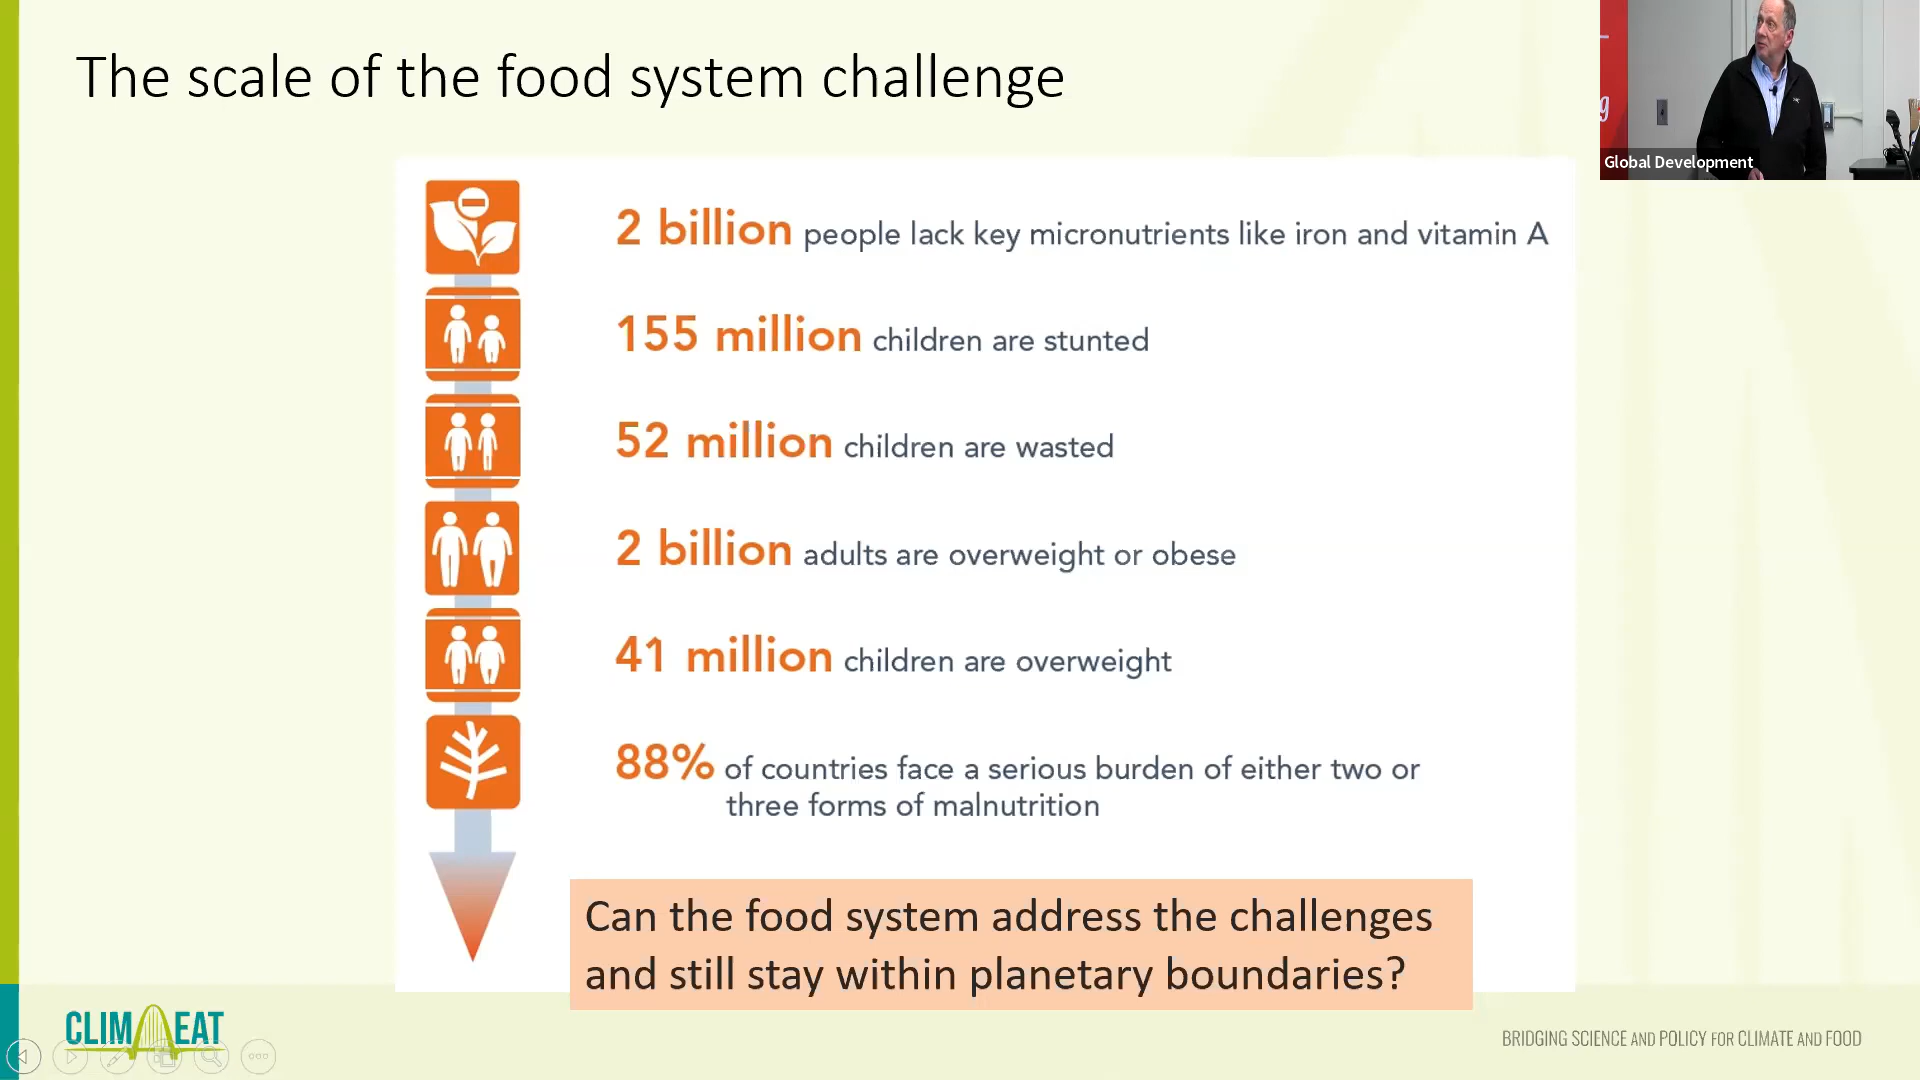 The scale of the food system challenge
2 billion people lack key micronutrients like iron and vitamin A
155 million children are stunted
52 million children are wasted
2 billion adults are overweight or obese
41 million children are overweight
88% of countries face a serious burden of either two or
three forms of malnutrition
Can the food system address the challenges
and still stay within planetary boundaries?
CLIM EAT
BRIDGING SCIENCE AND POLICY FOR CLIMATE AND FOOD
g
Global Development